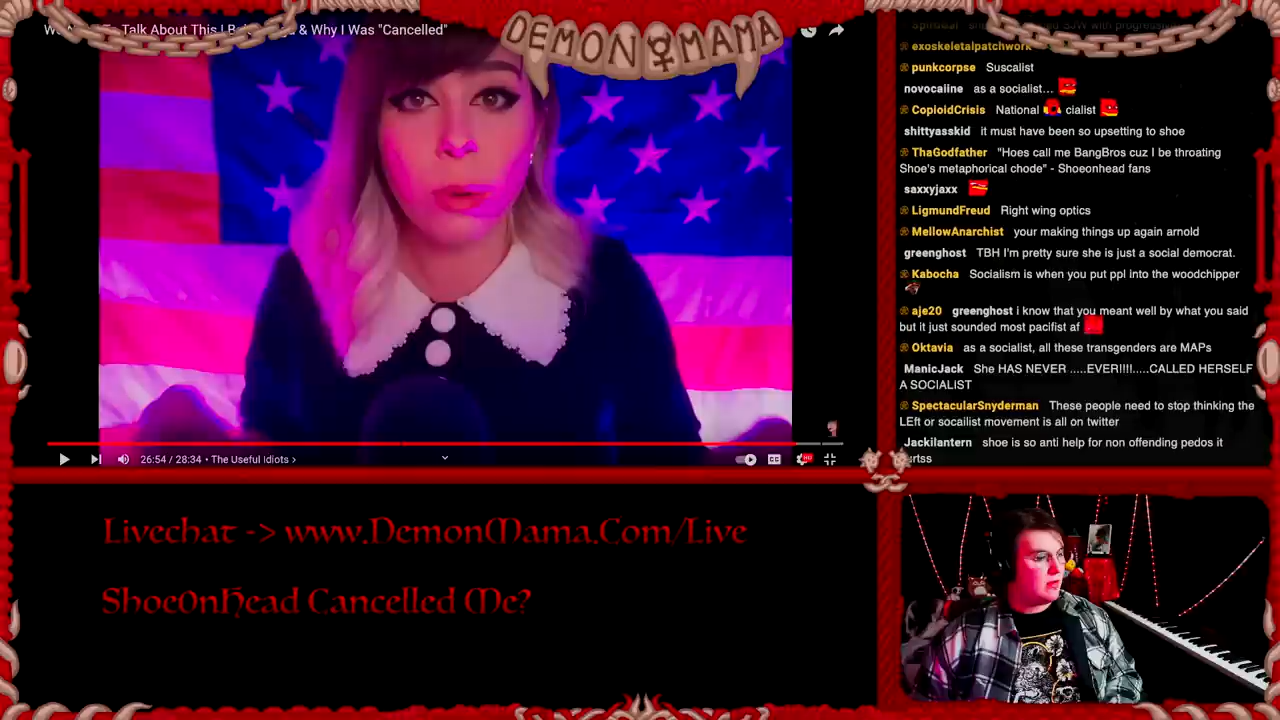 Talk About This
& Why I Was "Cancelled"
DEMON MAMA
exoskeletalpatchwork
punkcorpse Suscalist
novocaiine as a socialist...
CopioidCrisis National cialist
shittyasskid it must have been so upsetting to shoe
ThaGodfather "Hoes call me BangBros cuz I be throating
Shoe's metaphorical chode" - Shoeonhead fans
saxxyjaxx
LigmundFreud Right wing optics
MellowAnarchist your making things up again arnold
greenghost TBH I'm pretty sure she is just a social democrat.
Kabocha Socialism is when you put ppl into the woodchipper
aje20 greenghost i know that you meant well by what you said
but it just sounded most pacifist af
Oktavia as a socialist, all these transgenders are MAPs
ManicJack She HAS NEVER .....EVER!!!!.....CALLED HERSELF
A SOCIALIST
SpectacularSnyderman These people need to stop thinking the
LEft or socailist movement is all on twitter
Jackilantern shoe is so anti help for non offending pedos it
urtss
26:54 / 28:34 • The Useful Idiots ›
CC
HD
Livechat -> www.DemonMama.Com/Live
Shoe0nHead Cancelled Me?